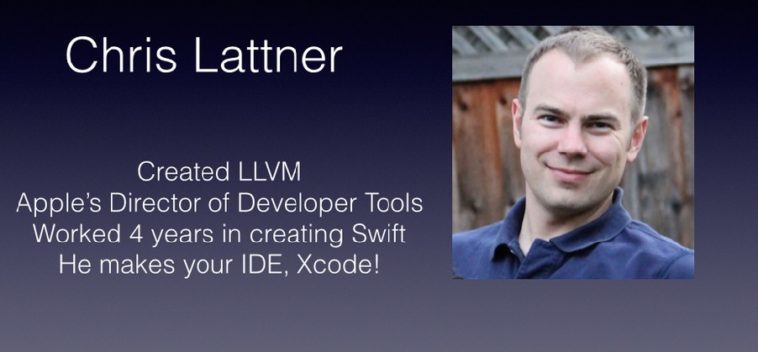 Chris Lattner
Created LLVM
Apple's Director of Developer Tools
Worked 4 years in creating Swift
He makes your IDE, Xcode!